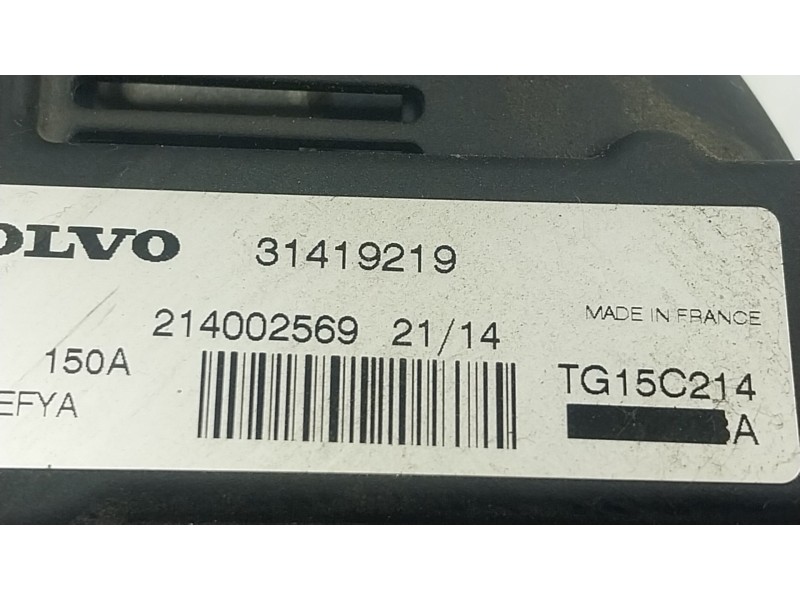 OLVO 31419219
214002569 21/14
MADE IN FRANCE
150A
TG15C214
EFYA
A